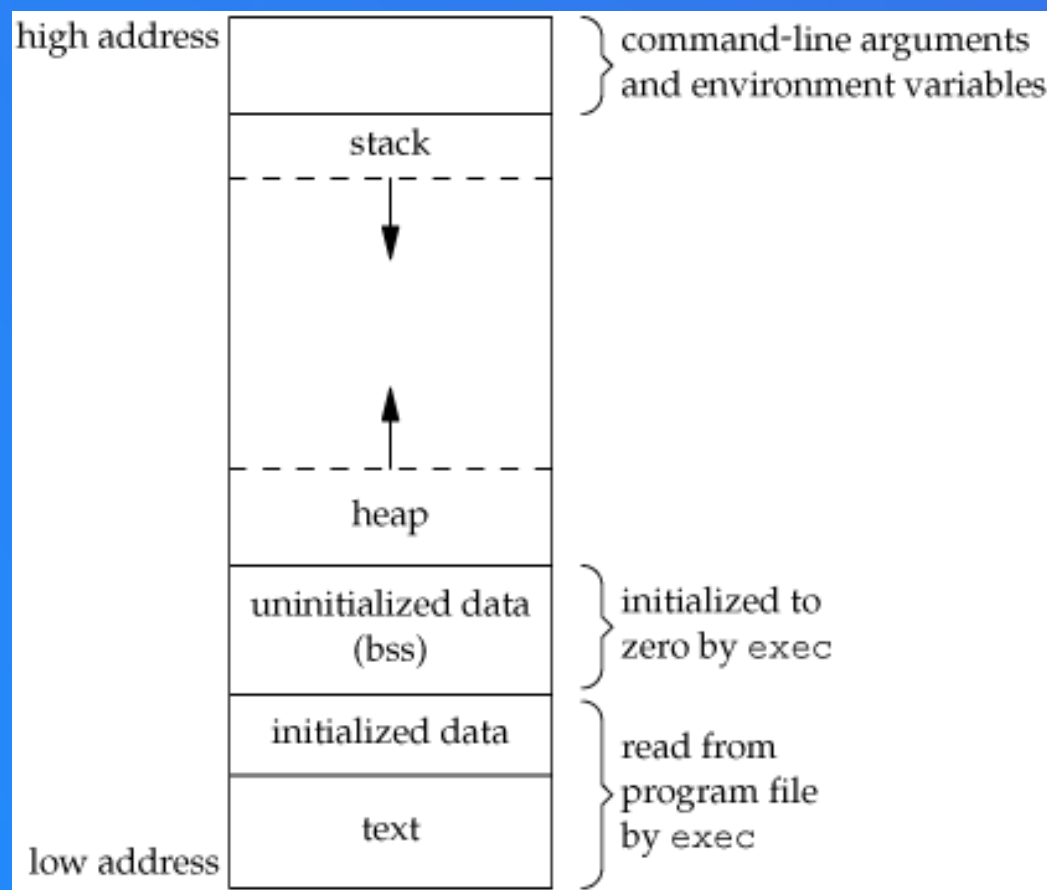 high address
command-line arguments
and environment variables
stack
heap
uninitialized data
(bss)
initialized to
zero by exec
initialized data
read from
program file
by exec
text
low address